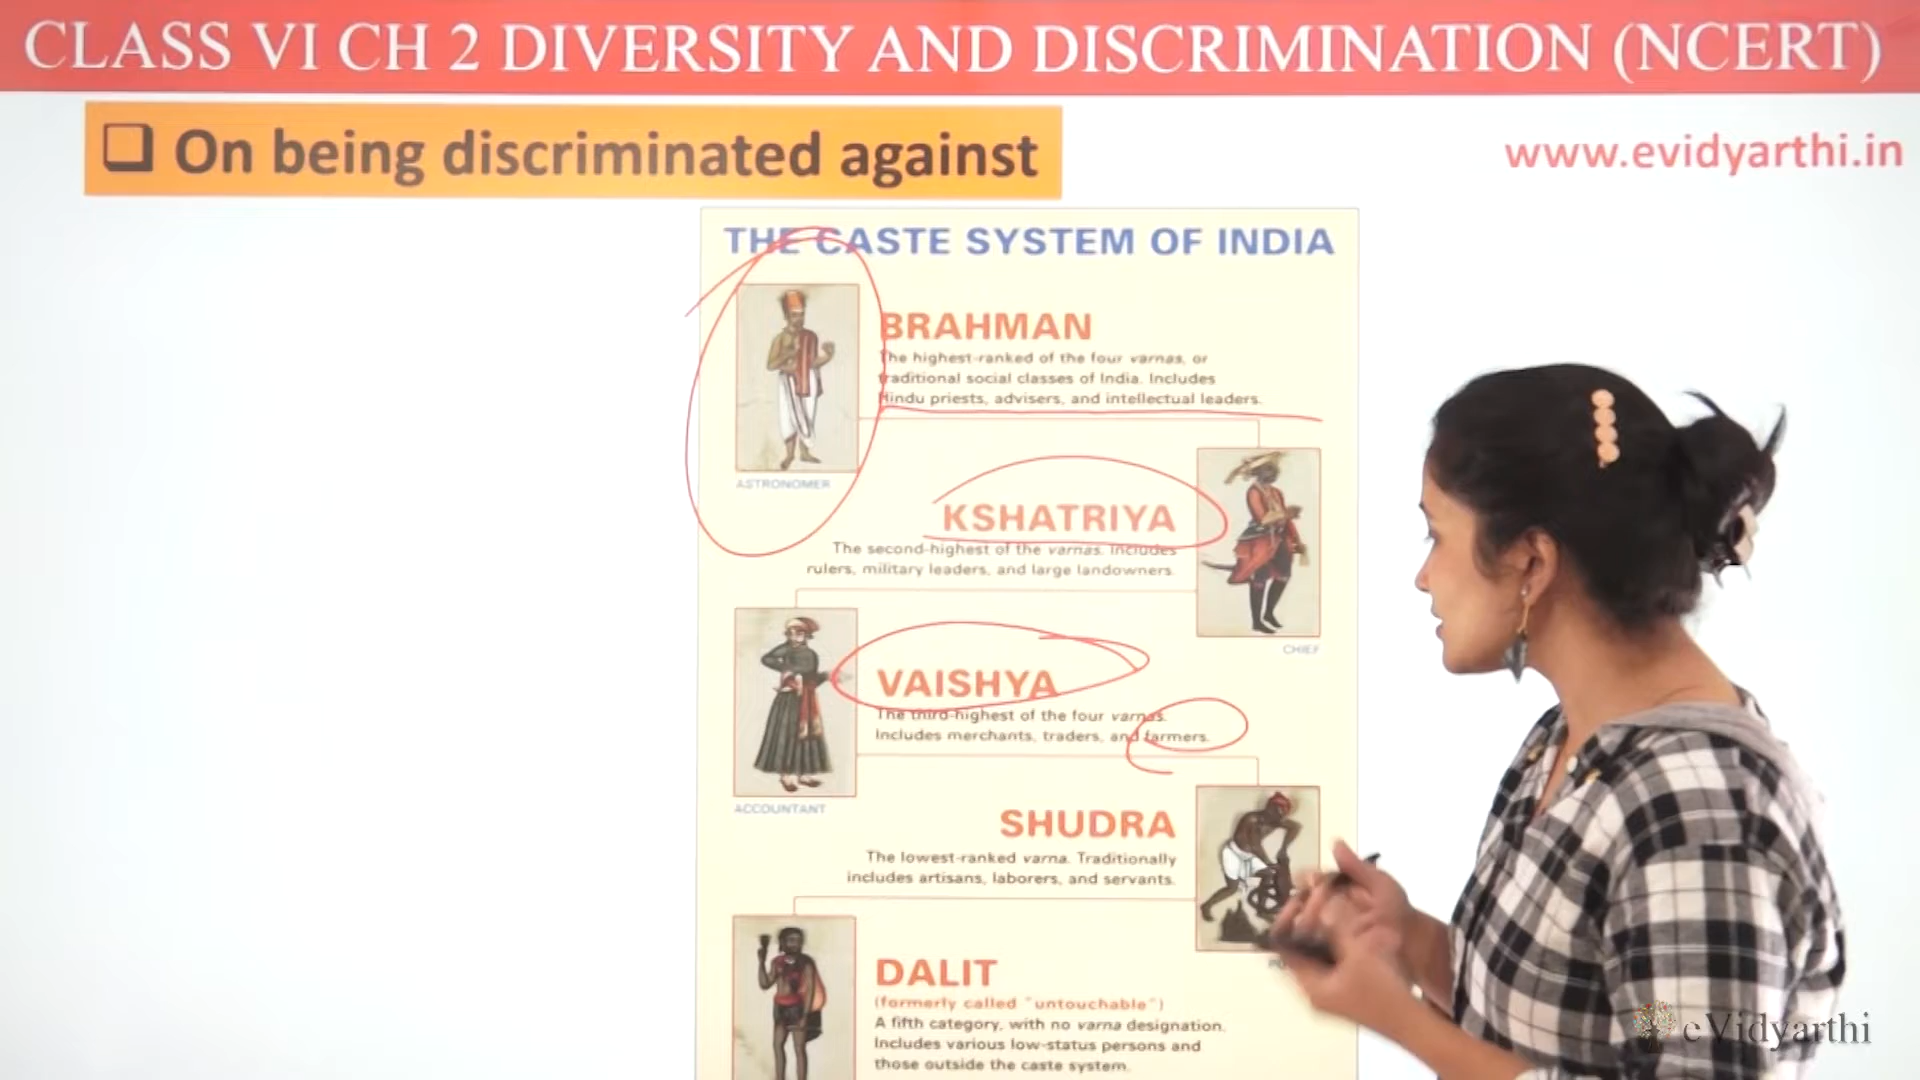 CLASS VI CH 2 DIVERSITY AND DISCRIMINATION (NCERT)
On being discriminated against
www.evidyarthi.in
THE CASTE SYSTEM OF INDIA
BRAHMAN
The highest-ranked of the four varnas, or
traditional social classes of India. Includes
Hindu priests, advisers, and intellectual leaders.
ASTRONOMER
KSHATRIYA
The second-highest of the varnas. Includes
rulers, military leaders, and large landowners.
CHIEF
VAISHYA
The third-highest of the four varnas.
Includes merchants, traders, and farmers.
ACCOUNTANT
SHUDRA
The lowest-ranked varna. Traditionally
includes artisans, laborers, and servants.
DALIT
(formerly called "untouchable")
A fifth category, with no varna designation.
Includes various low-status persons and
those outside the caste system.
eVidyarthi